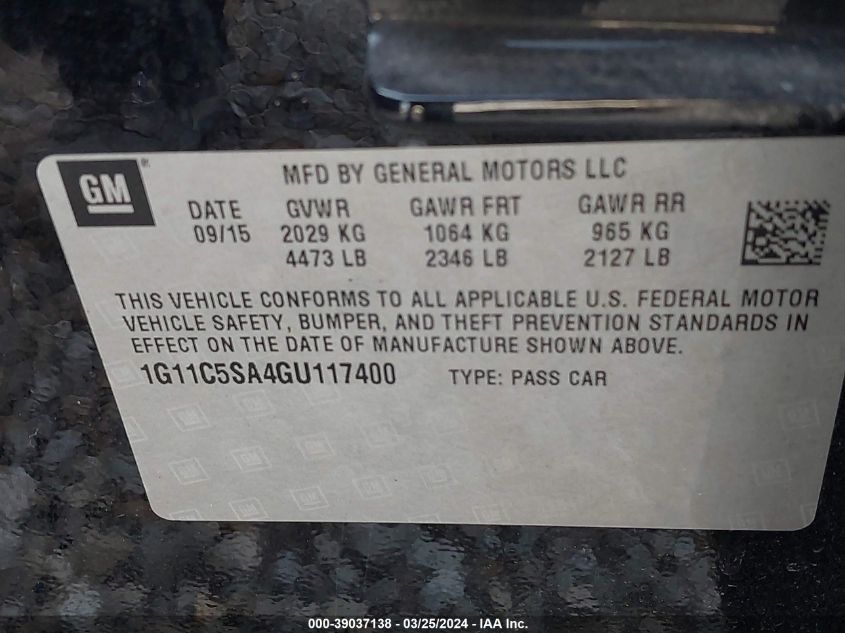 GM
MFD BY GENERAL MOTORS LLC
DATE GVWR GAWR FRT GAWR RR
09/15 2029 KG 1064 KG 965 KG
4473 LB 2346 LB 2127 LB
THIS VEHICLE CONFORMS TO ALL APPLICABLE U.S. FEDERAL MOTOR
VEHICLE SAFETY, BUMPER, AND THEFT PREVENTION STANDARDS IN
EFFECT ON THE DATE OF MANUFACTURE SHOWN ABOVE.
1G11C5SA4GU117400 TYPE: PASS CAR
000-39037138 - 03/25/2024 - IAA Inc.